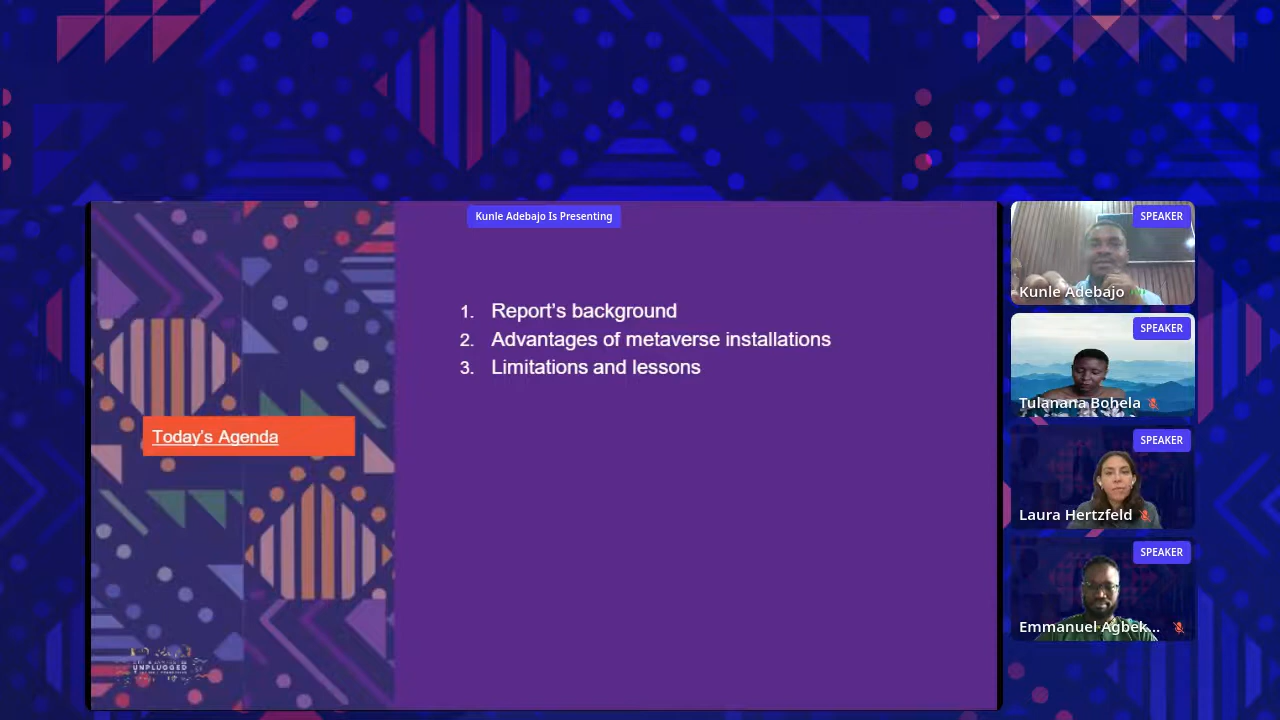 Kunle Adebajo Is Presenting
1. Report's background
2. Advantages of metaverse installations
3. Limitations and lessons
Today's Agenda
UNPLUGGED
SPEAKER
Kunle Adebajo
SPEAKER
Tulanana Bohela
SPEAKER
Laura Hertzfeld
SPEAKER
Emmanuel Agbek...